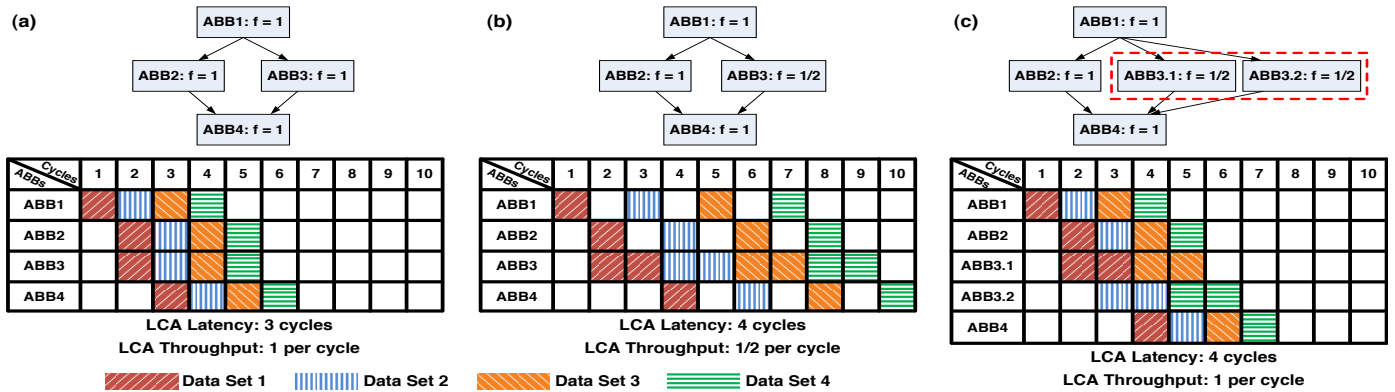 (a)
ABB1: f = 1
ABB2: f = 1
ABB3: f = 1
ABB4: f = 1
Cycles
ABBs
1 2 3 4 5 6 7 8 9 10
ABB1
ABB2
ABB3
ABB4
LCA Latency: 3 cycles
LCA Throughput: 1 per cycle
(b)
ABB1: f = 1
ABB2: f = 1
ABB3: f = 1/2
ABB4: f = 1
Cycles
ABBs
1 2 3 4 5 6 7 8 9 10
ABB1
ABB2
ABB3
ABB4
LCA Latency: 4 cycles
LCA Throughput: 1/2 per cycle
(c)
ABB1: f = 1
ABB2: f = 1
ABB3.1: f = 1/2
ABB3.2: f = 1/2
ABB4: f = 1
Cycles
ABBs
1 2 3 4 5 6 7 8 9 10
ABB1
ABB2
ABB3.1
ABB3.2
ABB4
LCA Latency: 4 cycles
LCA Throughput: 1 per cycle
Data Set 1
Data Set 2
Data Set 3
Data Set 4